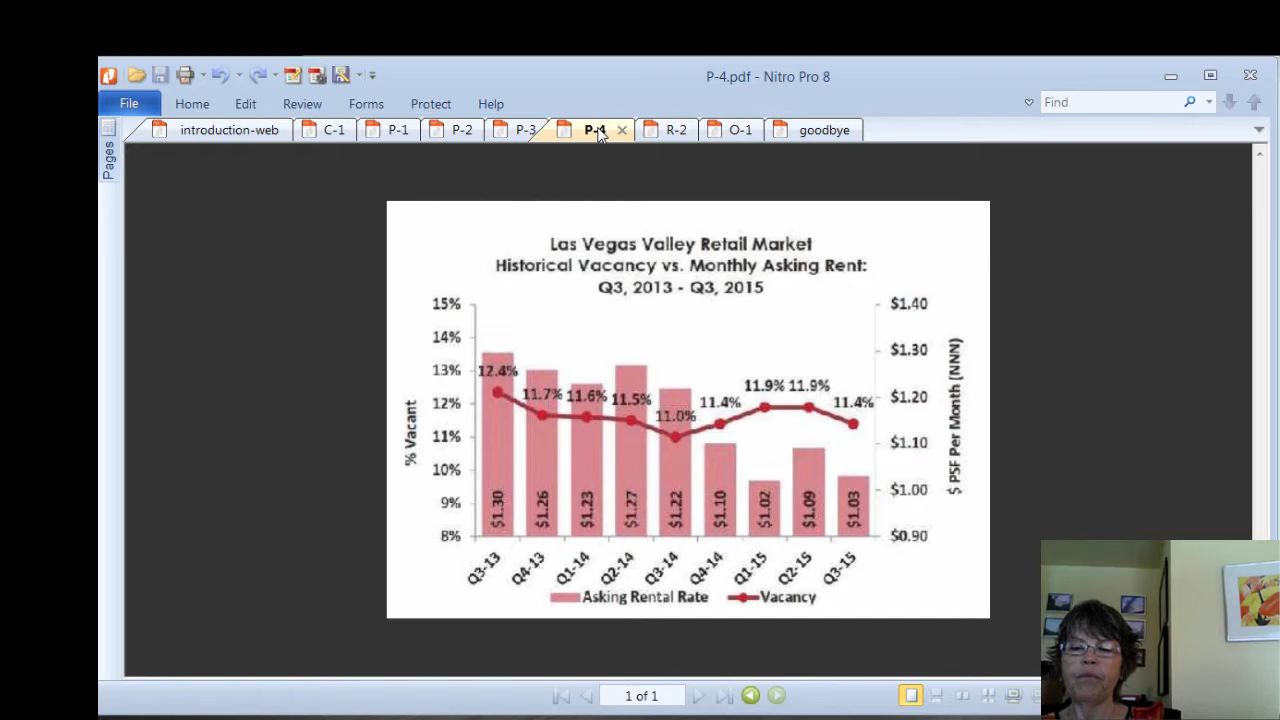 P-4.pdf - Nitro Pro 8
File Home Edit Review Forms Protect Help Find
introduction-web C-1 P-1 P-2 P-3 P-4 R-2 O-1 goodbye
Pages
Las Vegas Valley Retail Market
Historical Vacancy vs. Monthly Asking Rent:
Q3, 2013 - Q3, 2015
15% $1.40
14% $1.30
13% $1.20
12% $1.10
11% $1.00
10% $0.90
9%
8%
% Vacant
$ PSF Per Month (NNN)
12.4% 11.7% 11.6% 11.5% 11.0% 11.4% 11.9% 11.9% 11.4%
$1.30 $1.26 $1.23 $1.27 $1.22 $1.10 $1.02 $1.09 $1.03
Q3-13 Q4-13 Q1-14 Q2-14 Q3-14 Q4-14 Q1-15 Q2-15 Q3-15
Asking Rental Rate Vacancy
1 of 1